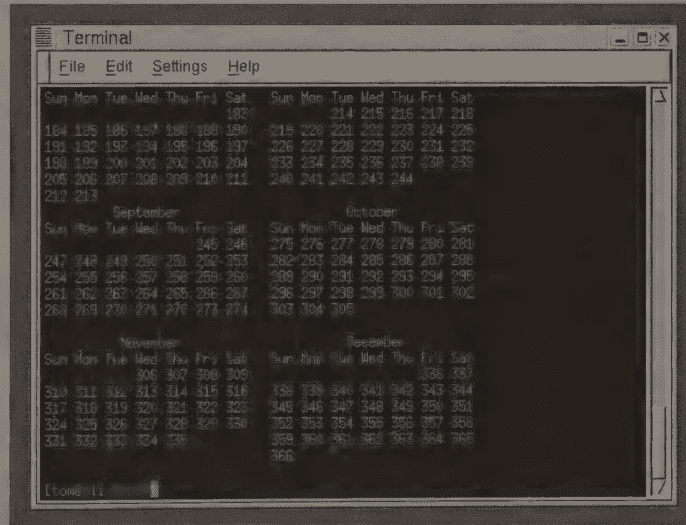 Terminal
File Edit Settings Help
Sun Mon Tue Wed Thu Fri Sat Sun Mon Tue Wed Thu Fri Sat
183 214 215 216 217 218
184 185 186 187 188 189 190 219 220 221 222 223 224 225
191 192 193 194 195 196 197 226 227 228 229 230 231 232
198 199 200 201 202 203 204 233 234 235 236 237 238 239
205 206 207 208 209 210 211 240 241 242 243 244
212 213
September October
Sun Mon Tue Wed Thu Fri Sat Sun Mon Tue Wed Thu Fri Sat
245 246 275 276 277 278 279 280 281
247 248 249 250 251 252 253 282 283 284 285 286 287 288
254 255 256 257 258 259 260 289 290 291 292 293 294 295
261 262 263 264 265 266 267 296 297 298 299 300 301 302
268 269 270 271 272 273 274 303 304 305
November December
Sun Mon Tue Wed Thu Fri Sat Sun Mon Tue Wed Thu Fri Sat
306 307 308 309 336 337
310 311 312 313 314 315 316 338 339 340 341 342 343 344
317 318 319 320 321 322 323 345 346 347 348 349 350 351
324 325 326 327 328 329 330 352 353 354 355 356 357 358
331 332 333 334 335 359 360 361 362 363 364 365
366